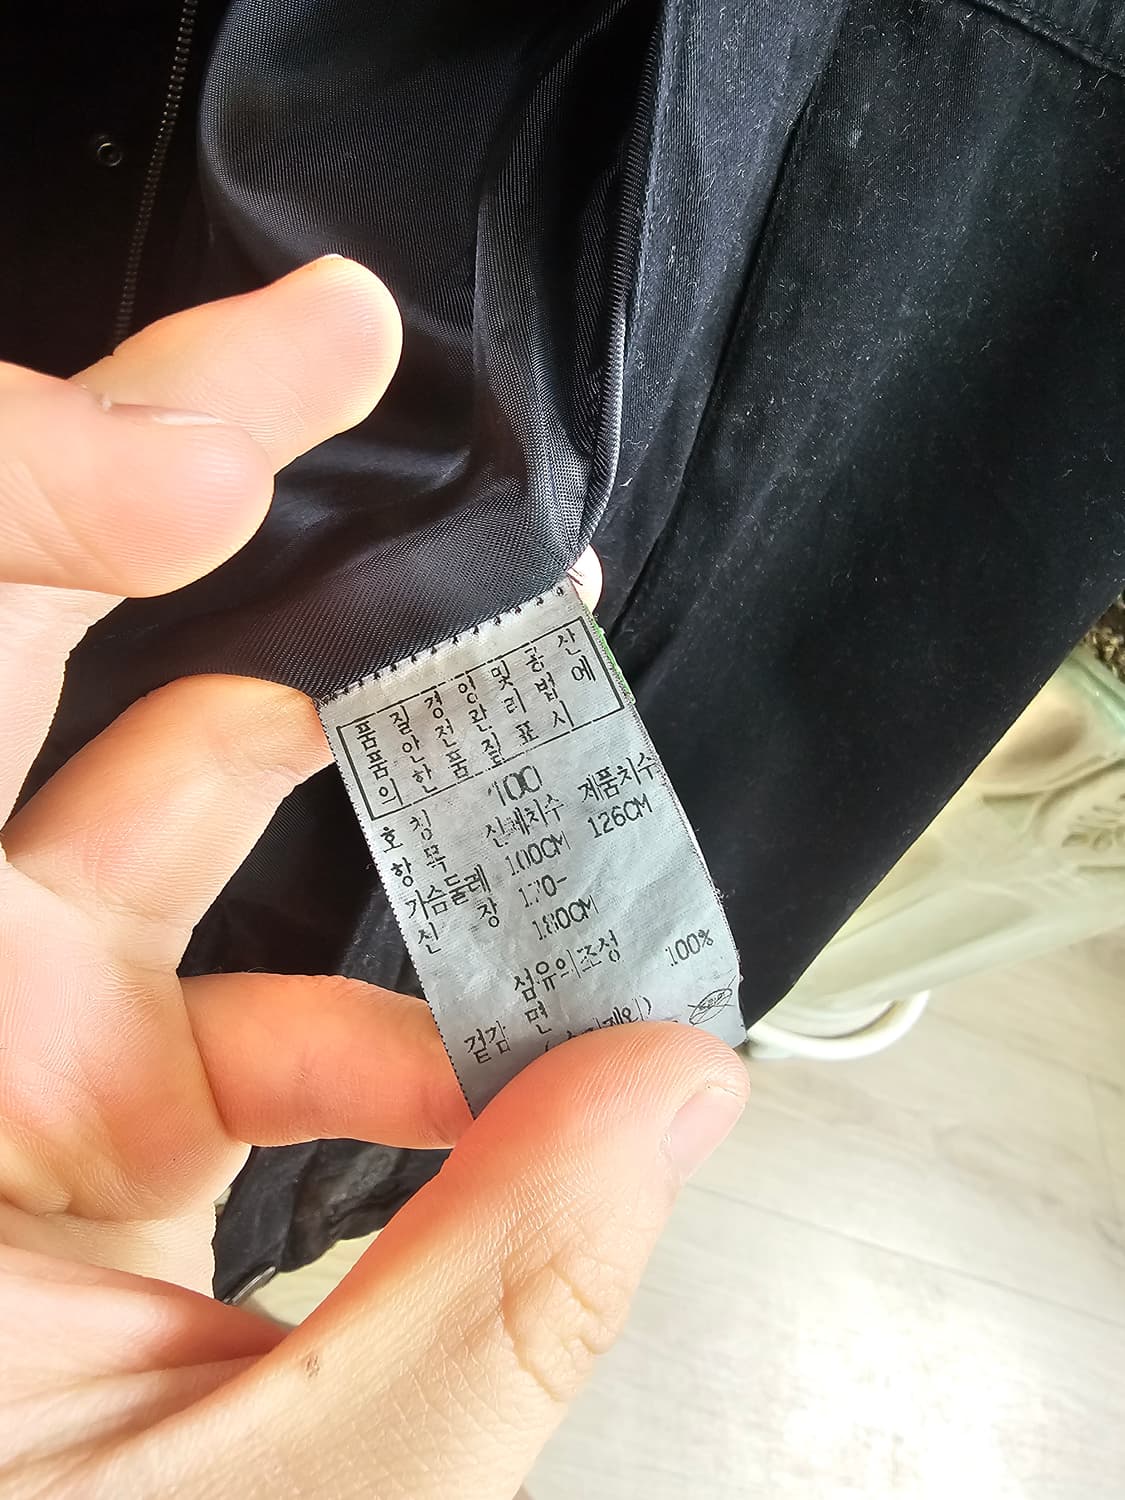 품질경영 및 공산
품안전관리법에
의한 품질표시
호 칭 100
항 목 신체치수 제품치수
가슴둘레 100CM 126CM
신 장 170-
180CM
섬유의조성
겉감 면 100%